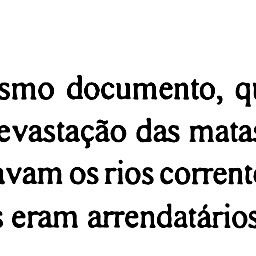 smo documento, qu
evastação das matas
avam os rios corrente
s eram arrendatários